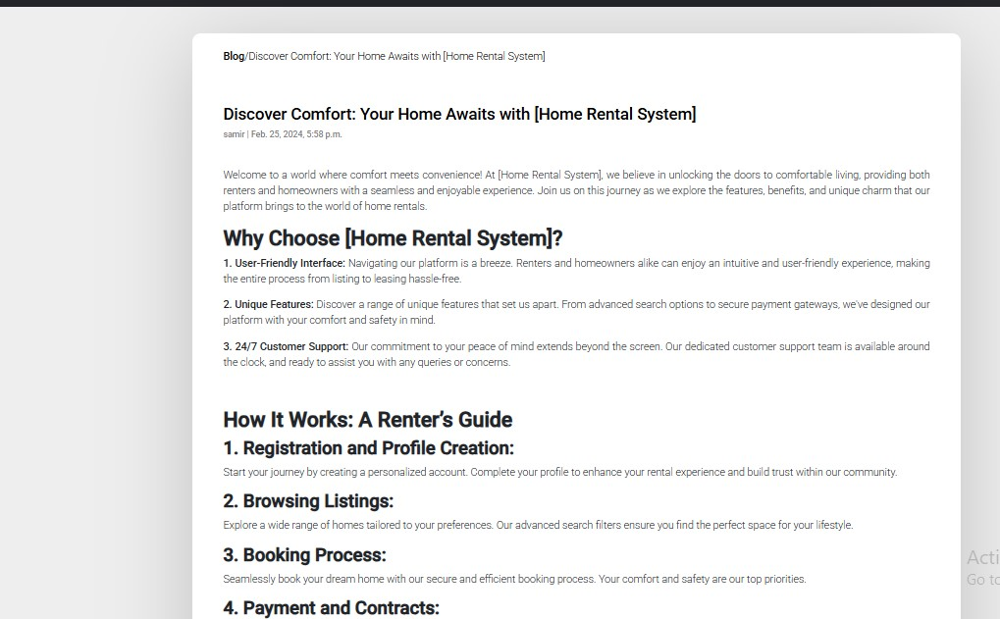 Blog/Discover Comfort: Your Home Awaits with [Home Rental System]
Discover Comfort: Your Home Awaits with [Home Rental System]
samir | Feb. 25, 2024, 5:58 p.m.
Welcome to a world where comfort meets convenience! At [Home Rental System], we believe in unlocking the doors to comfortable living, providing both
renters and homeowners with a seamless and enjoyable experience. Join us on this journey as we explore the features, benefits, and unique charm that our
platform brings to the world of home rentals.
Why Choose [Home Rental System]?
1. User-Friendly Interface: Navigating our platform is a breeze. Renters and homeowners alike can enjoy an intuitive and user-friendly experience, making
the entire process from listing to leasing hassle-free.
2. Unique Features: Discover a range of unique features that set us apart. From advanced search options to secure payment gateways, we've designed our
platform with your comfort and safety in mind.
3. 24/7 Customer Support: Our commitment to your peace of mind extends beyond the screen. Our dedicated customer support team is available around
the clock, and ready to assist you with any queries or concerns.
How It Works: A Renter's Guide
1. Registration and Profile Creation:
Start your journey by creating a personalized account. Complete your profile to enhance your rental experience and build trust within our community.
2. Browsing Listings:
Explore a wide range of homes tailored to your preferences. Our advanced search filters ensure you find the perfect space for your lifestyle.
3. Booking Process:
Seamlessly book your dream home with our secure and efficient booking process. Your comfort and safety are our top priorities.
4. Payment and Contracts:
Acti
Go to